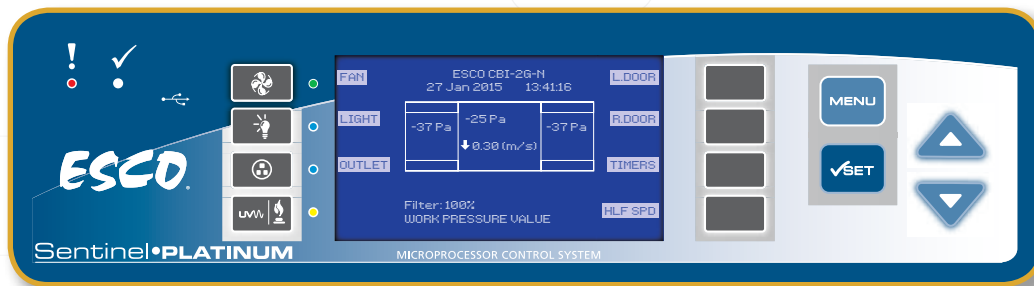 !
✓
FAN
LIGHT
OUTLET
ESCO CBI-2G-N
27 Jan 2015 13:41:16
-37 Pa
-25 Pa
-37 Pa
0.30 (m/s)
Filter:100%
WORK PRESSURE VALUE
L.DOOR
R.DOOR
TIMERS
HLF SPD
MENU
✓SET
ESCO.
UV
Sentinel•PLATINUM
MICROPROCESSOR CONTROL SYSTEM